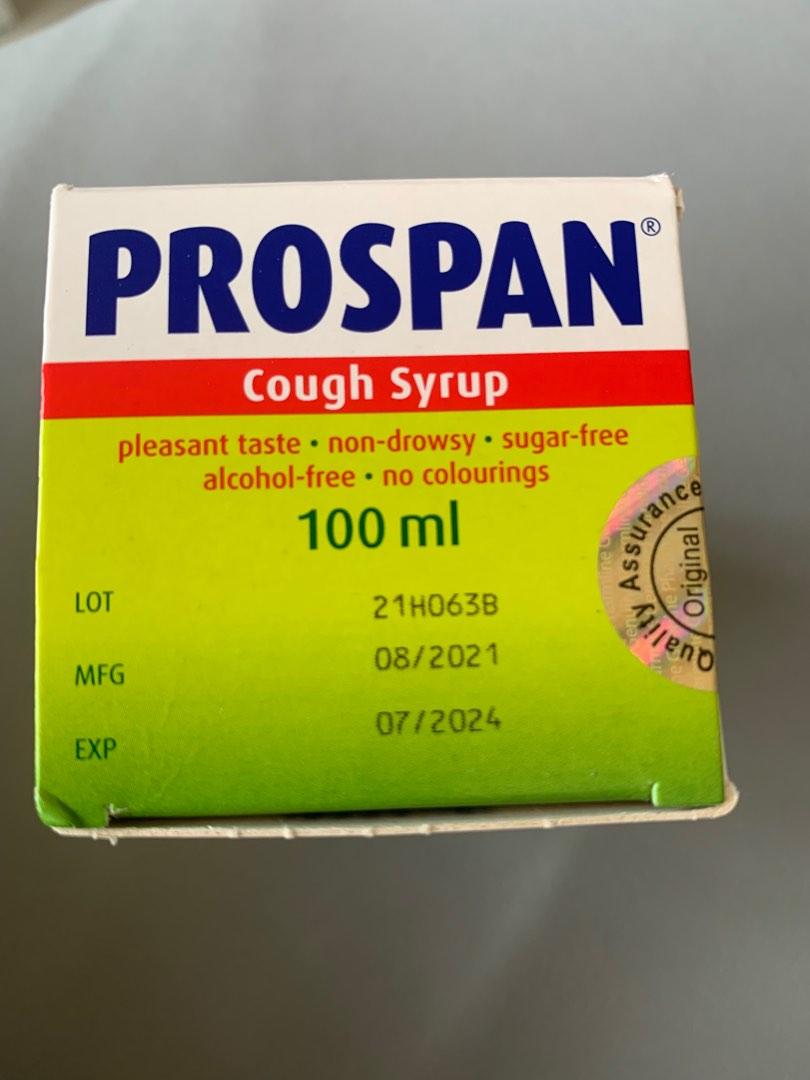 PROSPAN®
Cough Syrup
pleasant taste • non-drowsy • sugar-free
alcohol-free • no colourings
100 ml
LOT 21H063B
MFG 08/2021
EXP 07/2024
Quality Assurance
Original